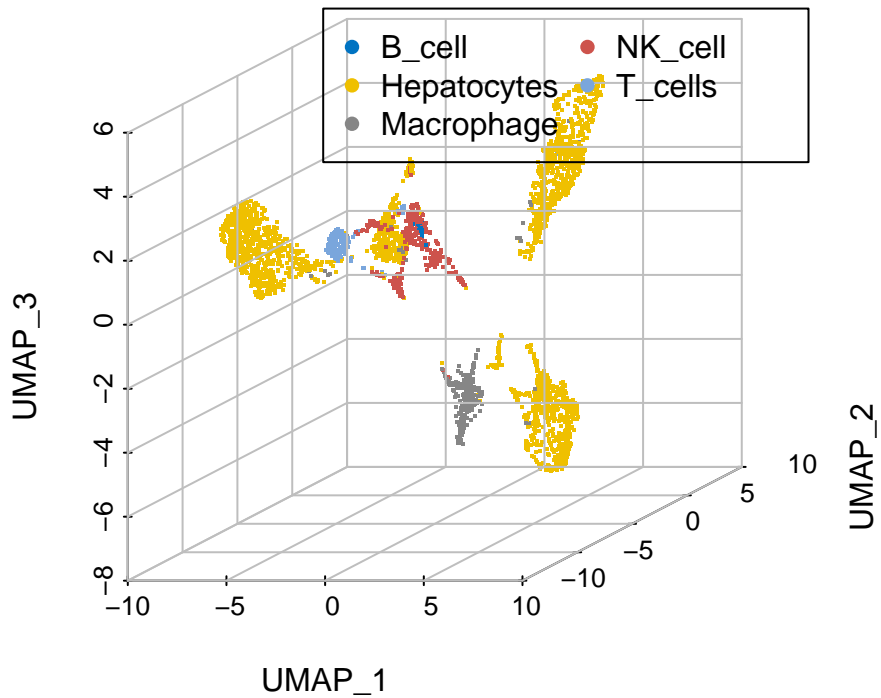 B_cell NK_cell
Hepatocytes T_cells
Macrophage
6
4
2
0
−2
−4
−6
−8
UMAP_3
−10 −5 0 5 10
UMAP_1
−10
−5
0
5
10
UMAP_2